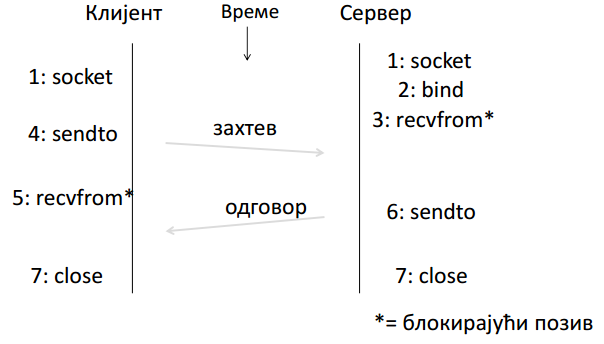 Клијент
Време
Сервер
1: socket
1: socket
2: bind
3: recvfrom*
4: sendto
захтев
5: recvfrom*
одговор
6: sendto
7: close
7: close
*= блокирајући позив